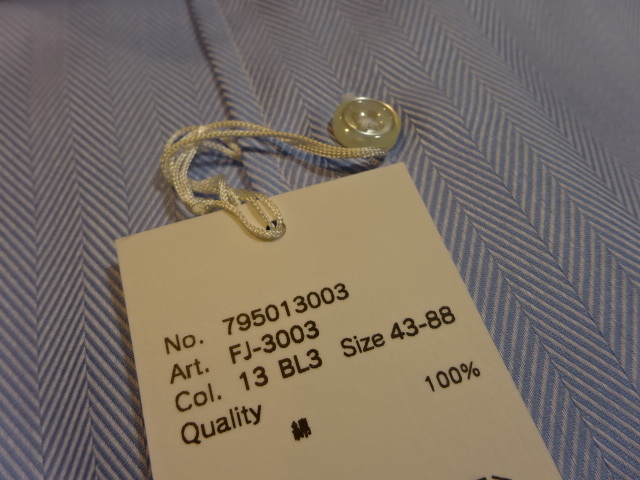 No. 795013003
Art. FJ-3003
Col. 13 BL3 Size 43-88
Quality 綿 100%